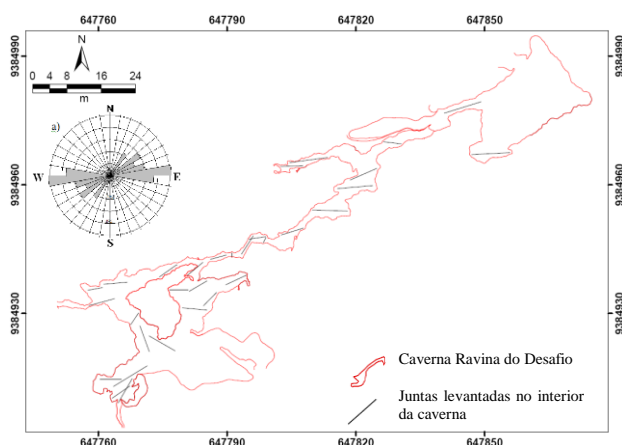 647760 647790 647820 647850
9384990
9384960
9384930
9384990
9384960
9384930
N
0 4 8 16 24
m
a)
N
W E
S
Caverna Ravina do Desafio
Juntas levantadas no interior
da caverna
647760 647790 647820 647850